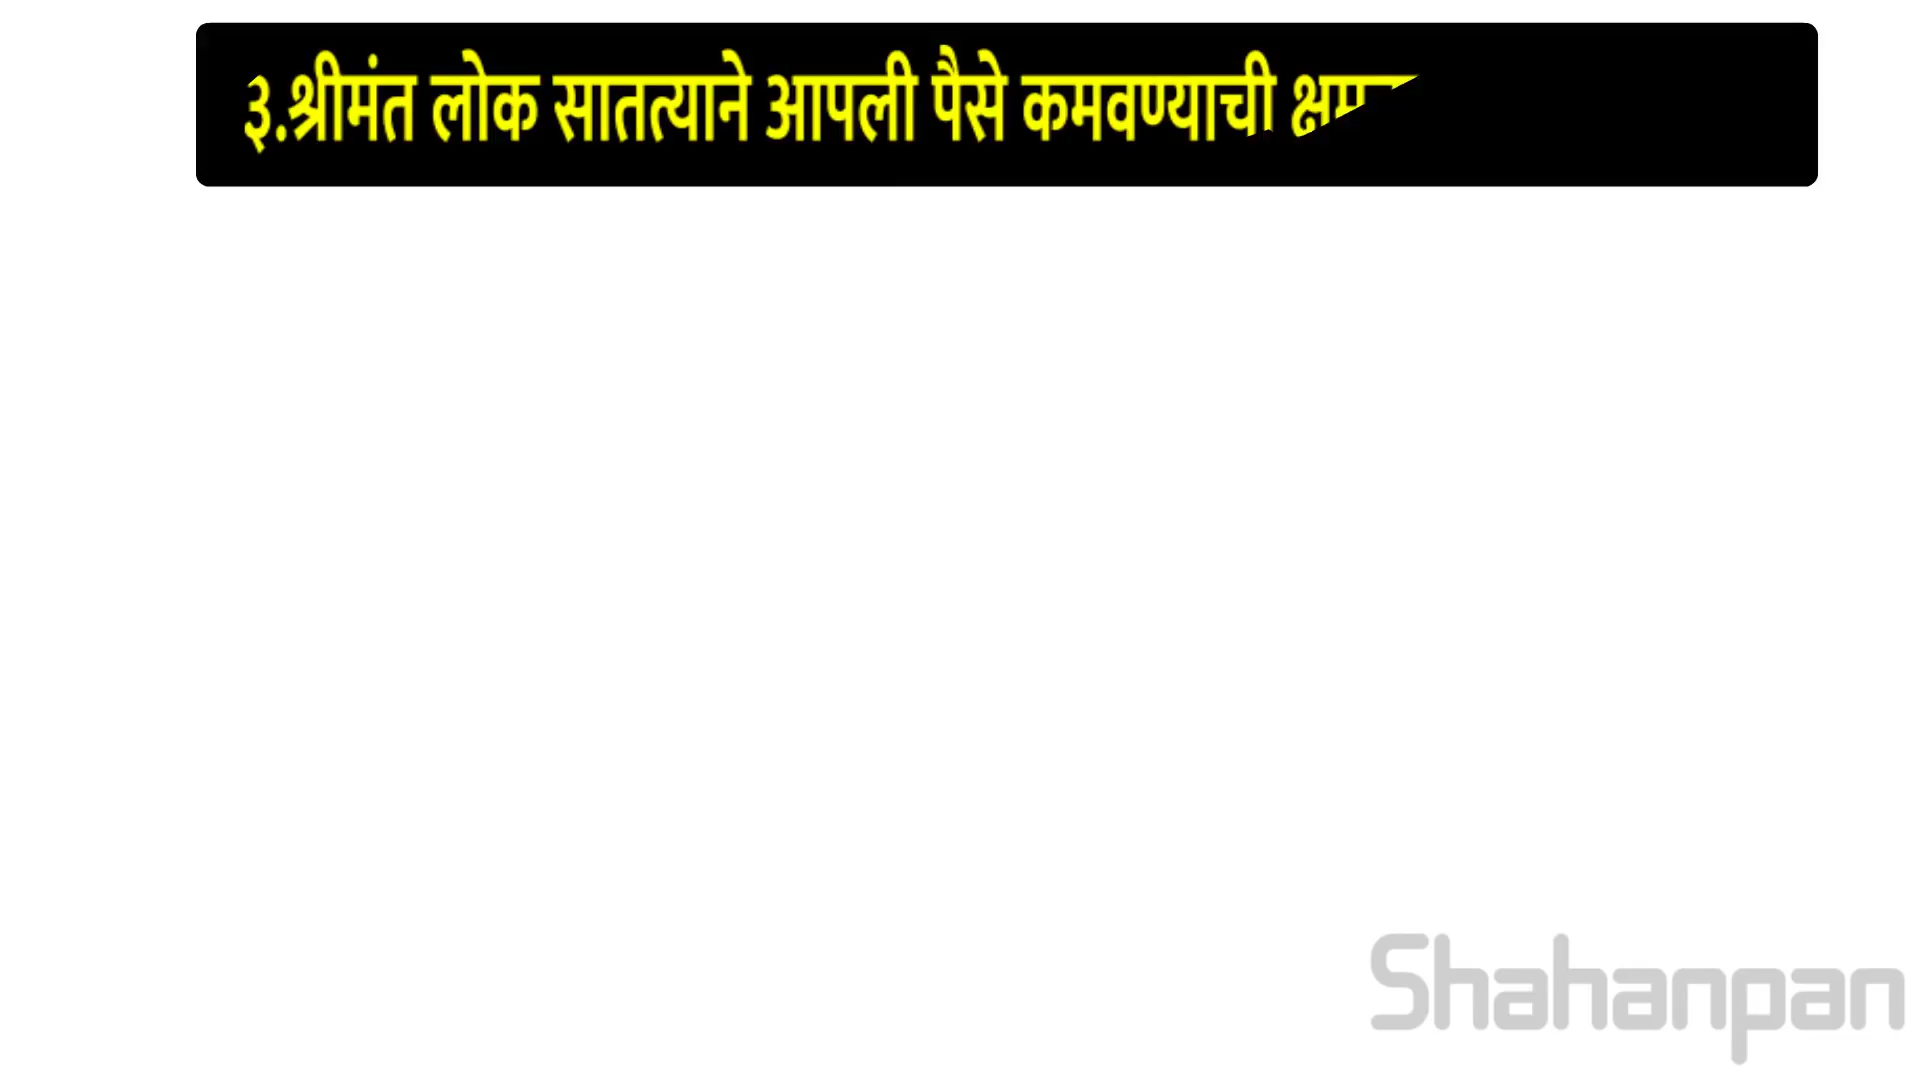 ३.श्रीमंत लोक सातत्याने आपली पैसे कमवण्याची
Shahanpan